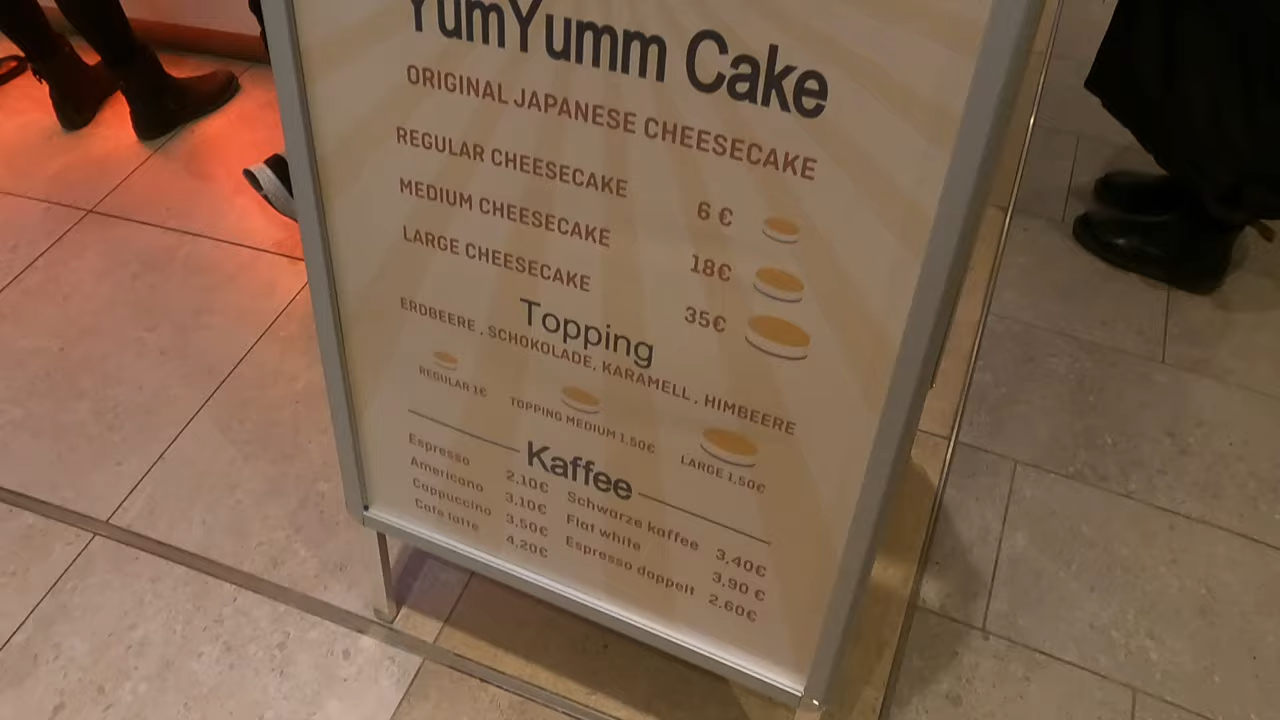 YumYumm Cake
ORIGINAL JAPANESE CHEESECAKE
REGULAR CHEESECAKE 6 €
MEDIUM CHEESECAKE 18€
LARGE CHEESECAKE 35€
Topping
ERDBEERE , SCHOKOLADE, KARAMELL , HIMBEERE
REGULAR 1€ TOPPING MEDIUM 1.50€ LARGE 1.50€
Kaffee
Espresso 2.10€ Schwarze kaffee 3,40€
Americano 3,10€ Flat white 3,90 €
Cappuccino 3,50€ Espresso doppelt 2.60€
Cafe latte 4,20€